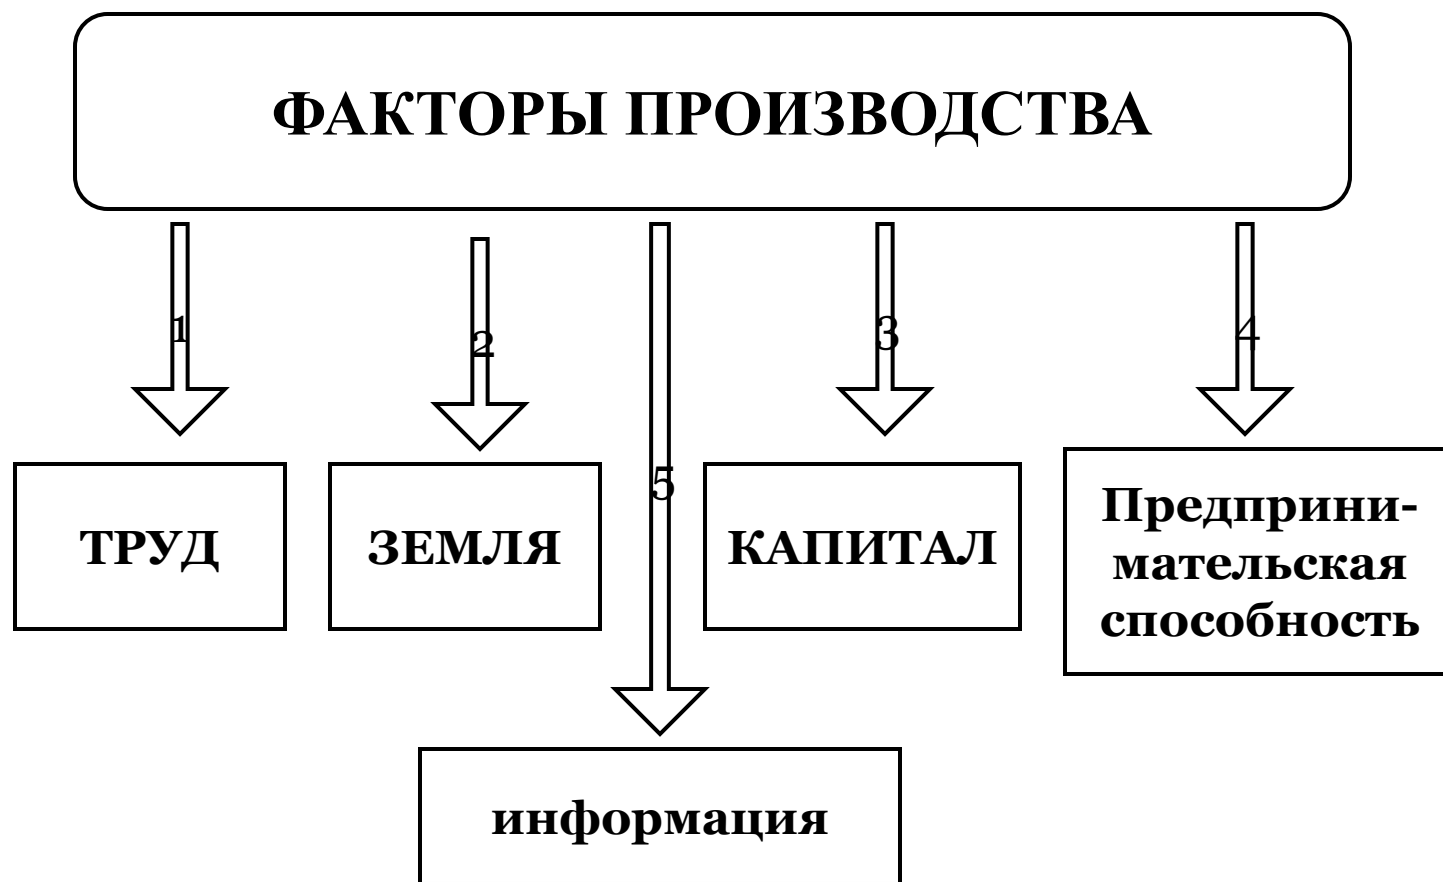 ФАКТОРЫ ПРОИЗВОДСТВА
1
2
3
4
5
ТРУД
ЗЕМЛЯ
КАПИТАЛ
Предприни-
мательская
способность
информация